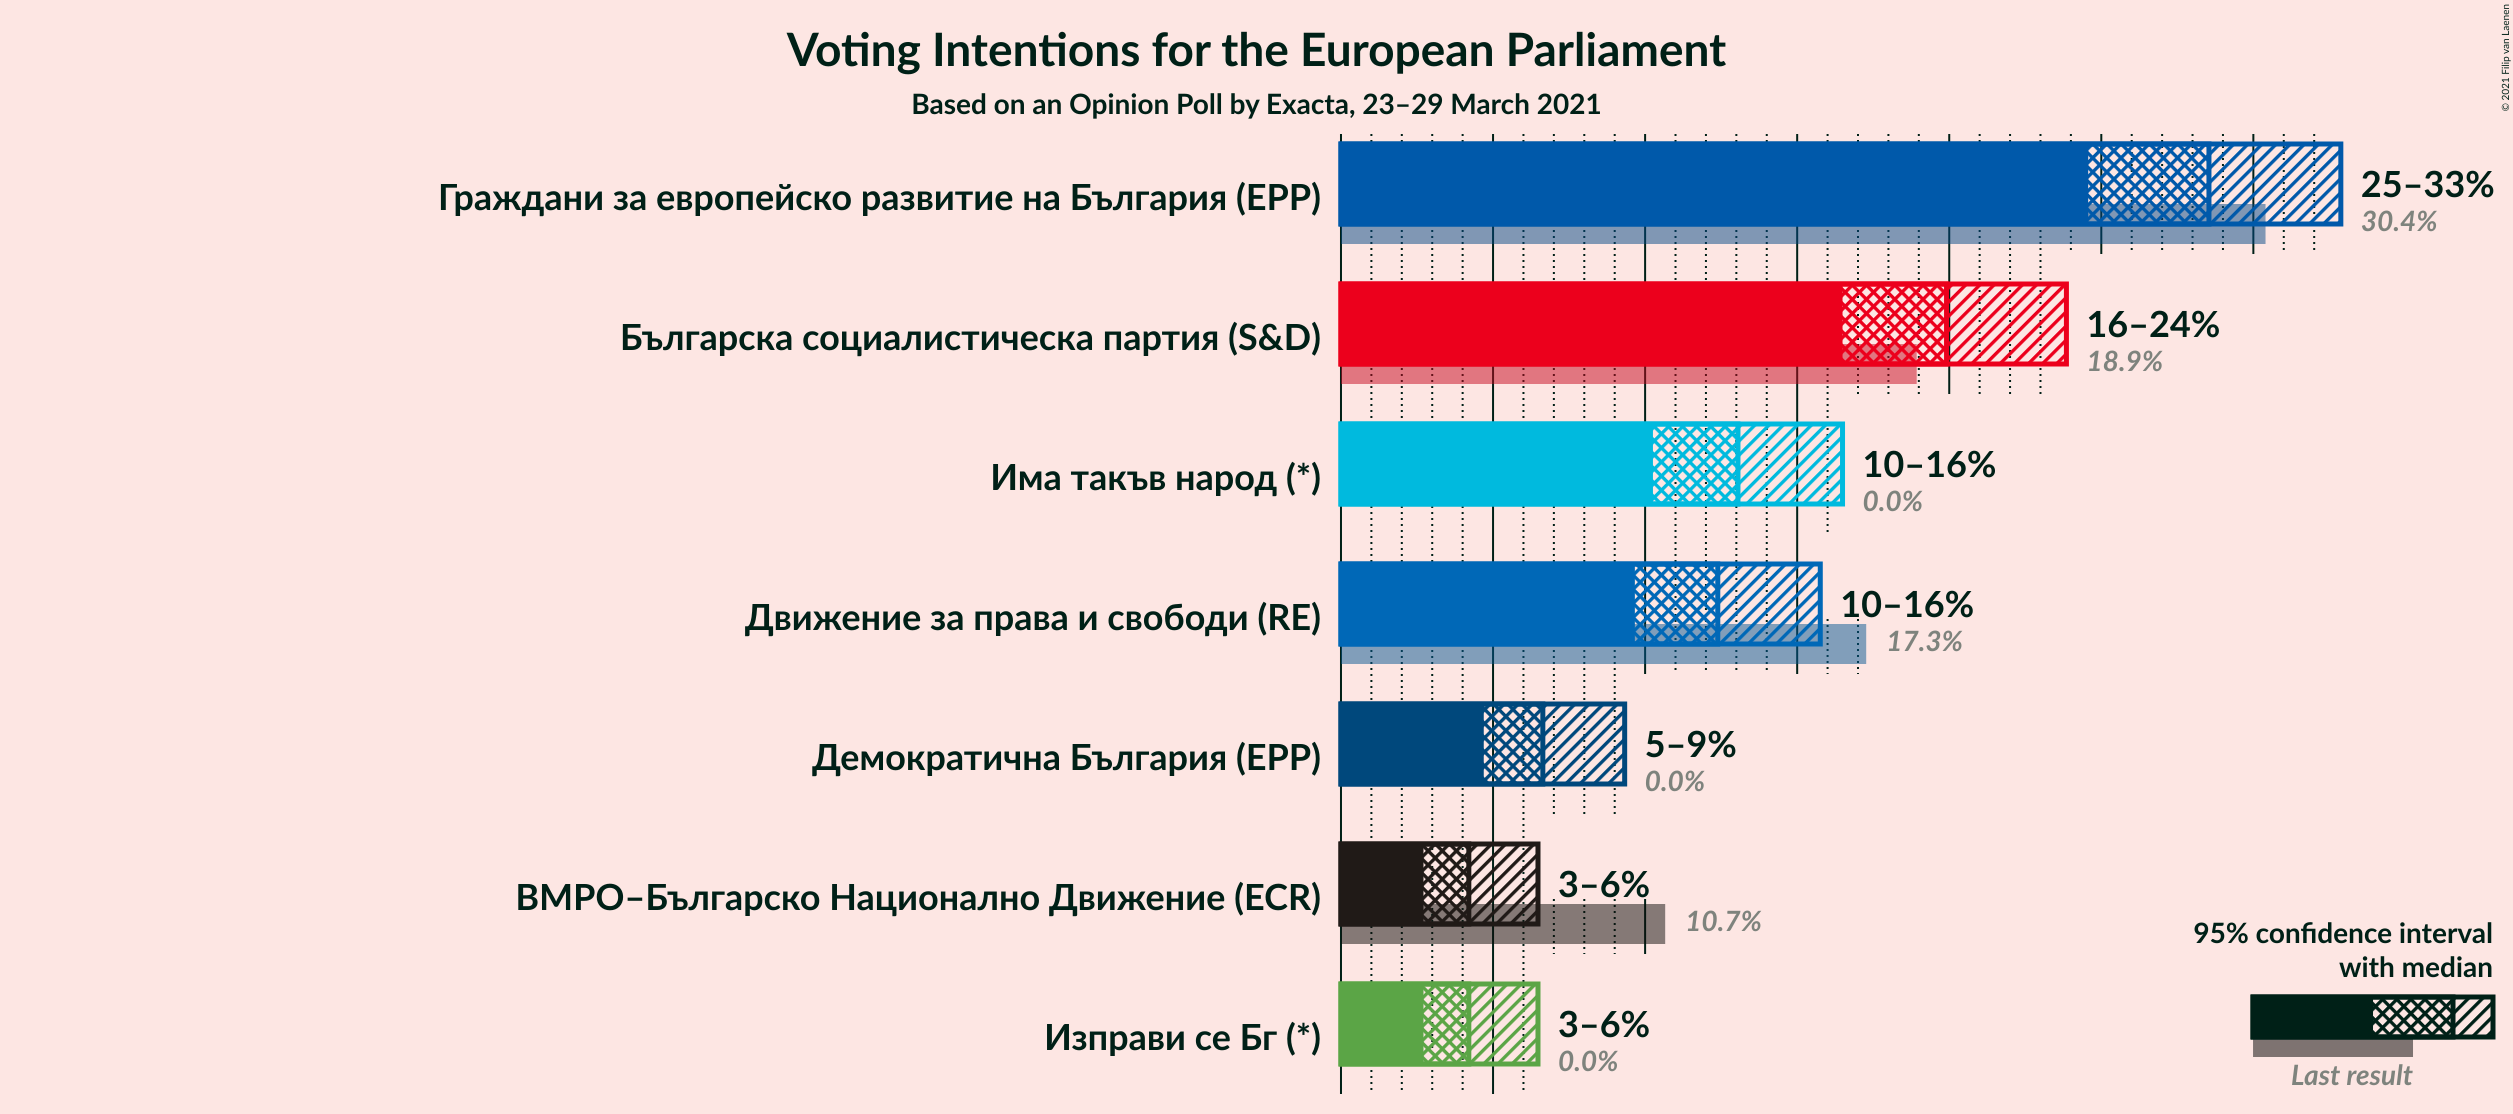 © 2021 Filip van Laenen
Voting Intentions for the European Parliament
Based on an Opinion Poll by Exacta, 23–29 March 2021
Граждани за европейско развитие на България (EPP)
25–33%
30.4%
Българска социалистическа партия (S&D)
16–24%
18.9%
Има такъв народ (*)
10–16%
0.0%
Движение за права и свободи (RE)
10–16%
17.3%
Демократична България (EPP)
5–9%
0.0%
ВМРО–Българско Национално Движение (ECR)
3–6%
10.7%
Изправи се Бг (*)
3–6%
0.0%
95% confidence interval
with median
Last result